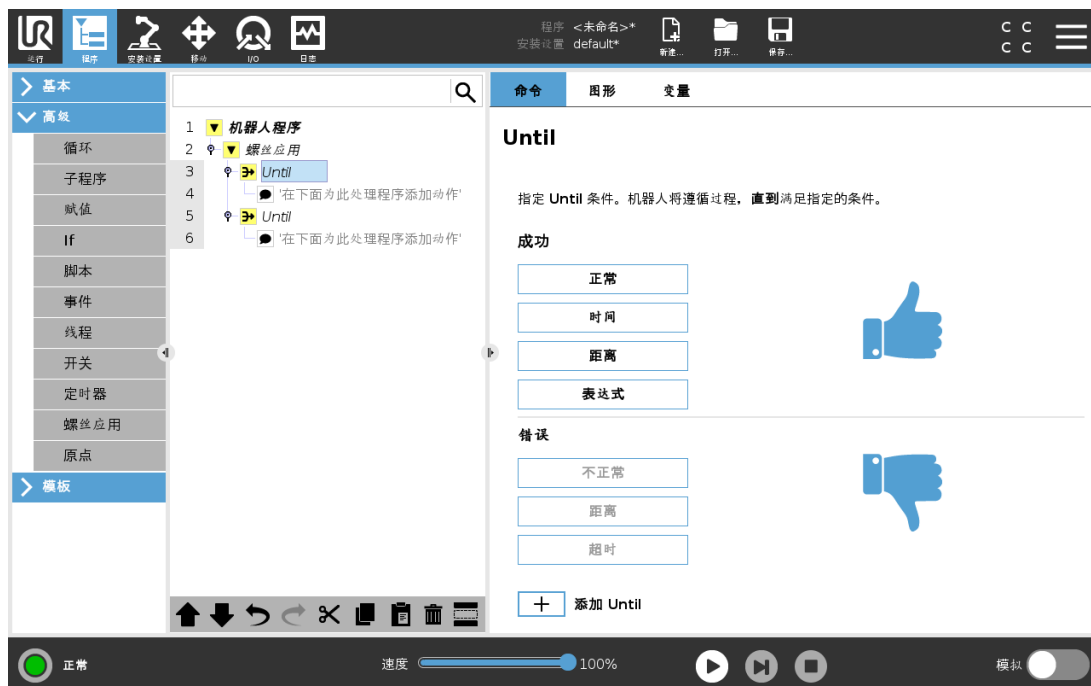 程序 <未命名>*
安装设置 default*
运行 程序 安装设置 移动 I/O 日志 新建... 打开... 保存...
C C
C C
基本
高级
循环
子程序
赋值
If
脚本
事件
线程
开关
定时器
螺丝应用
原点
模板
1 机器人程序
2 螺丝应用
3 Until
4 '在下面为此处理程序添加动作'
5 Until
6 '在下面为此处理程序添加动作'
命令 图形 变量
Until
指定 Until 条件。机器人将遵循过程，直到满足指定的条件。
成功
正常
时间
距离
表达式
错误
不正常
距离
超时
添加 Until
正常
速度 100%
模拟